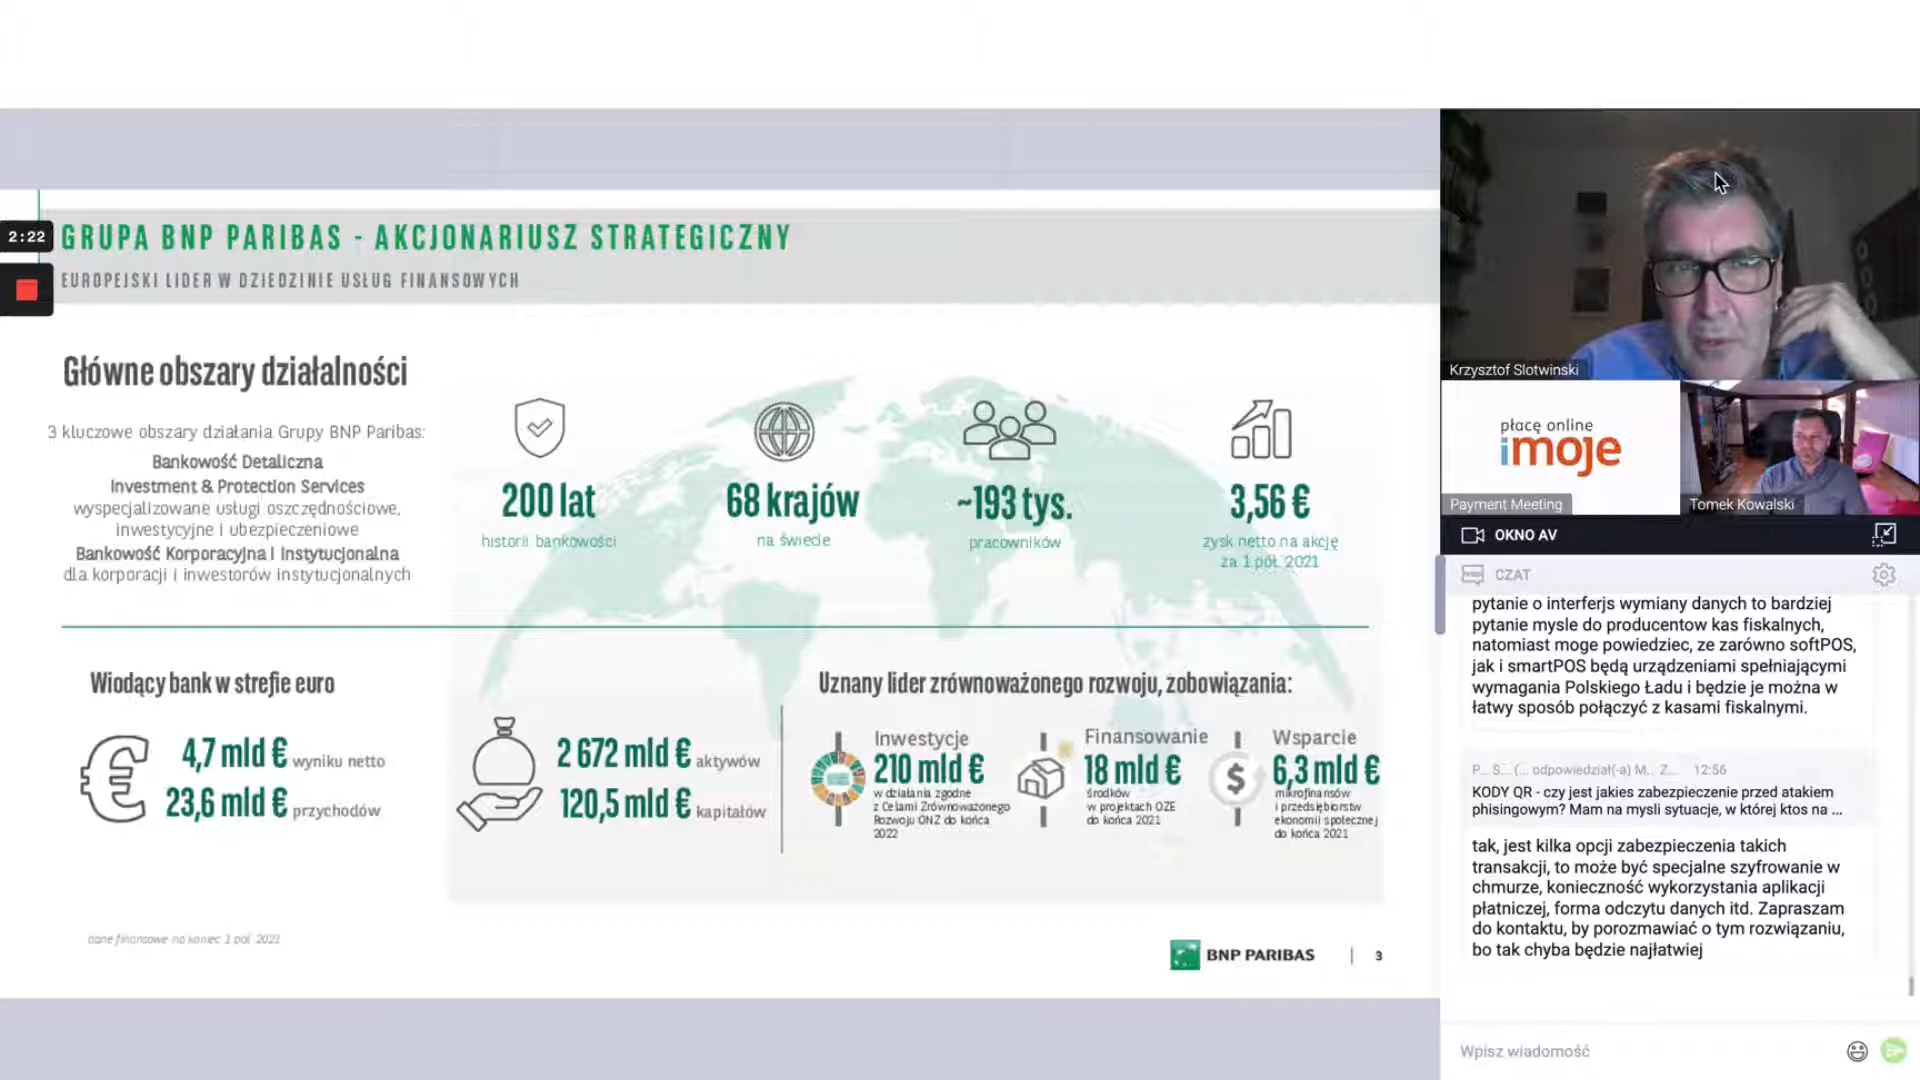 2:22
GRUPA BNP PARIBAS - AKCJONARIUSZ STRATEGICZNY
EUROPEJSKI LIDER W DZIEDZINIE USŁUG FINANSOWYCH
Główne obszary działalności
3 kluczowe obszary działania Grupy BNP Paribas:
Bankowość Detaliczna
Investment & Protection Services
wyspecjalizowane usługi oszczędnościowe,
inwestycyjne i ubezpieczeniowe
Bankowość Korporacyjna i Instytucjonalna
dla korporacji i inwestorów instytucjonalnych
200 lat
historii bankowości
68 krajów
na świecie
~193 tys.
pracowników
3,56 €
zysk netto na akcję
za 1 pół. 2021
Wiodący bank w strefie euro
4,7 mld € wyniku netto
23,6 mld € przychodów
2 672 mld € aktywów
120,5 mld € kapitałów
Uznany lider zrównoważonego rozwoju, zobowiązania:
Inwestycje
210 mld €
w działania zgodne
z Celami Zrównoważonego
Rozwoju ONZ do końca
2022
Finansowanie
18 mld €
środków
w projektach OZE
do końca 2021
Wsparcie
6,3 mld €
mikrofinansów
i przedsiębiorstw
ekonomii społecznej
do końca 2021
dane finansowe na koniec 1 pół. 2021
BNP PARIBAS | 3
Krzysztof Slotwinski
płacę online
imoje
Payment Meeting
Tomek Kowalski
OKNO AV
CZAT
pytanie o interferjs wymiany danych to bardziej
pytanie mysle do producentow kas fiskalnych,
natomiast moge powiedziec, ze zarówno softPOS,
jak i smartPOS będą urządzeniami spełniającymi
wymagania Polskiego Ładu i będzie je można w
łatwy sposób połączyć z kasami fiskalnymi.
P... S... (... odpowiedział(-a) M... Z... 12:56
KODY QR - czy jest jakies zabezpieczenie przed atakiem
phisingowym? Mam na mysli sytuacje, w której ktos na ...
tak, jest kilka opcji zabezpieczenia takich
transakcji, to może być specjalne szyfrowanie w
chmurze, konieczność wykorzystania aplikacji
płatniczej, forma odczytu danych itd. Zapraszam
do kontaktu, by porozmawiać o tym rozwiązaniu,
bo tak chyba będzie najłatwiej
Wpisz wiadomość